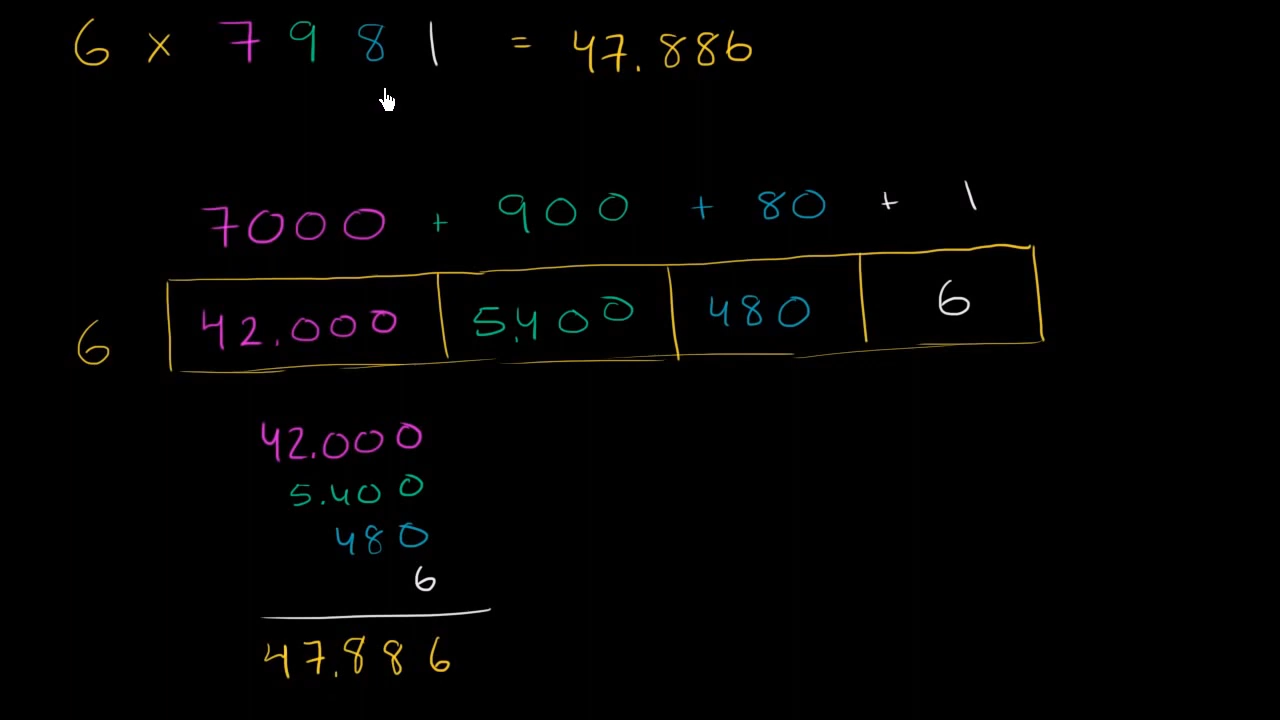 6 × 7981 = 47.886
7000 + 900 + 80 + 1
6 42.000 5.400 480 6
42.000
5.400
480
6
47.886